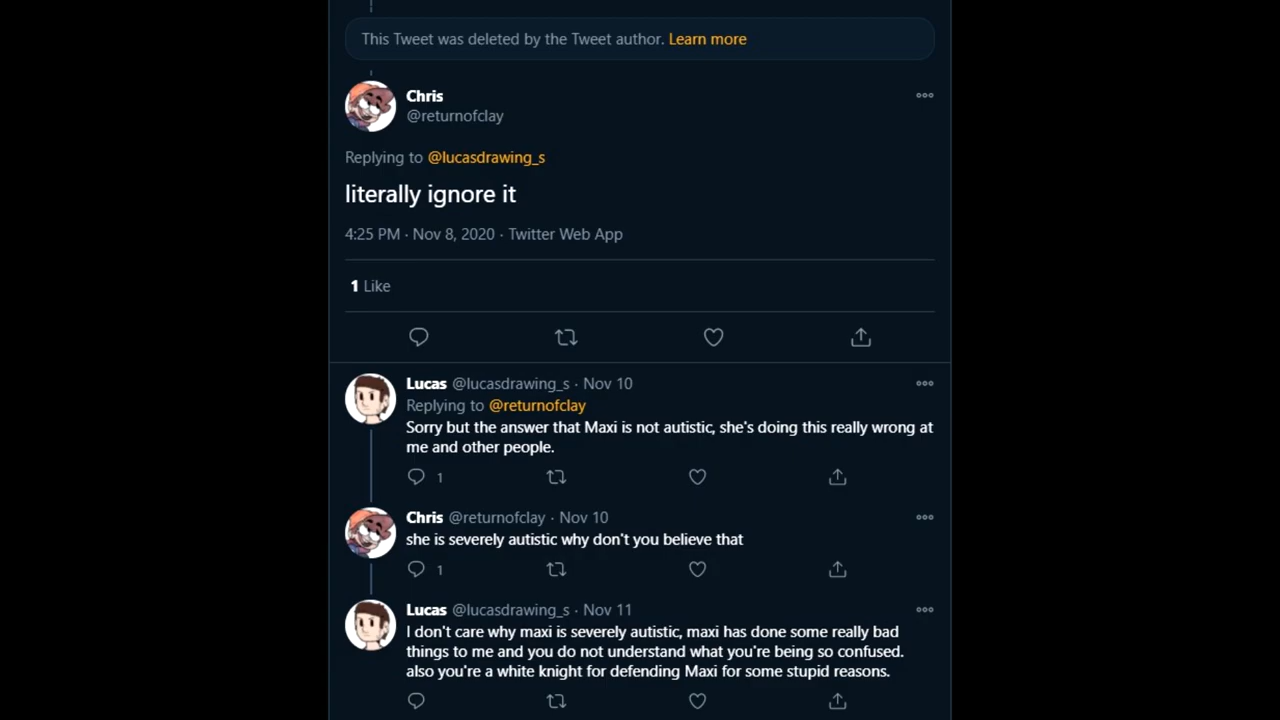 This Tweet was deleted by the Tweet author. Learn more
Chris
@returnofclay
Replying to @lucasdrawing_s
literally ignore it
4:25 PM · Nov 8, 2020 · Twitter Web App
1 Like
Lucas @lucasdrawing_s · Nov 10
Replying to @returnofclay
Sorry but the answer that Maxi is not autistic, she's doing this really wrong at
me and other people.
1
Chris @returnofclay · Nov 10
she is severely autistic why don't you believe that
1
Lucas @lucasdrawing_s · Nov 11
I don't care why maxi is severely autistic, maxi has done some really bad
things to me and you do not understand what you're being so confused.
also you're a white knight for defending Maxi for some stupid reasons.